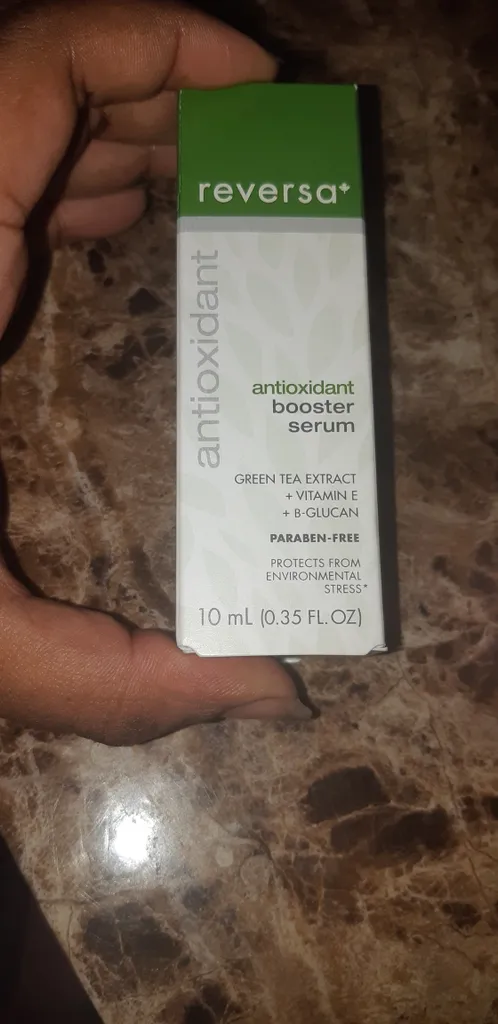 reversa
antioxidant
antioxidant
booster
serum
GREEN TEA EXTRACT
+ VITAMIN E
+ B-GLUCAN
PARABEN-FREE
PROTECTS FROM
ENVIRONMENTAL
STRESS*
10 mL (0.35 FL.OZ)